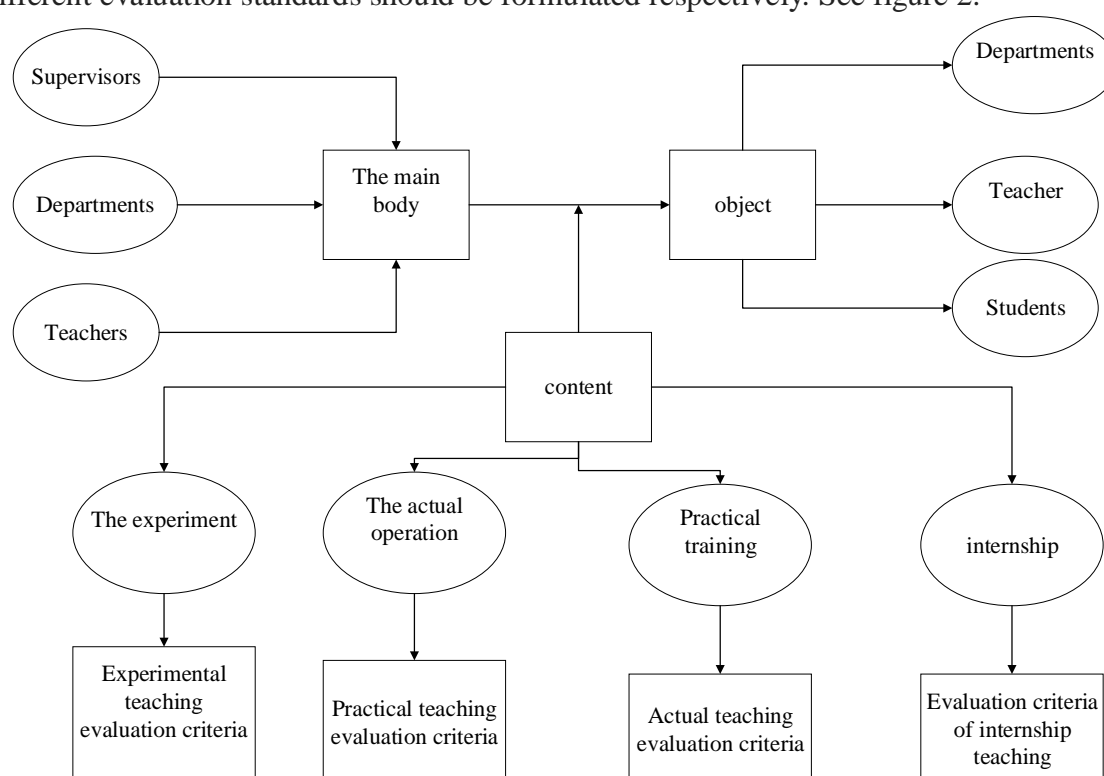 ifferent evaluation standards should be formulated respectively. See figure 2.
Supervisors
Departments
The main
body
Departments
object
Teacher
Teachers
Students
content
The experiment
The actual
operation
Practical
training
internship
Experimental
teaching
evaluation criteria
Practical teaching
evaluation criteria
Actual teaching
evaluation criteria
Evaluation criteria
of internship
teaching